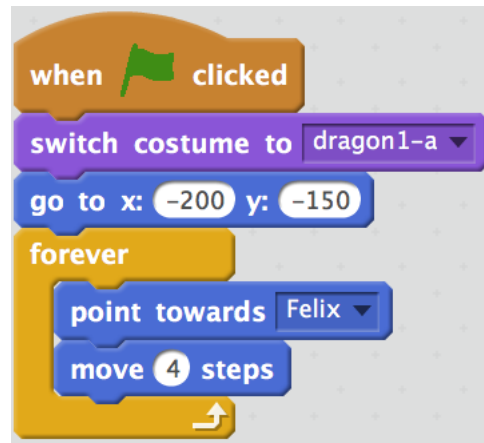 when clicked
switch costume to dragon1-a
go to x: -200 y: -150
forever
point towards Felix
move 4 steps